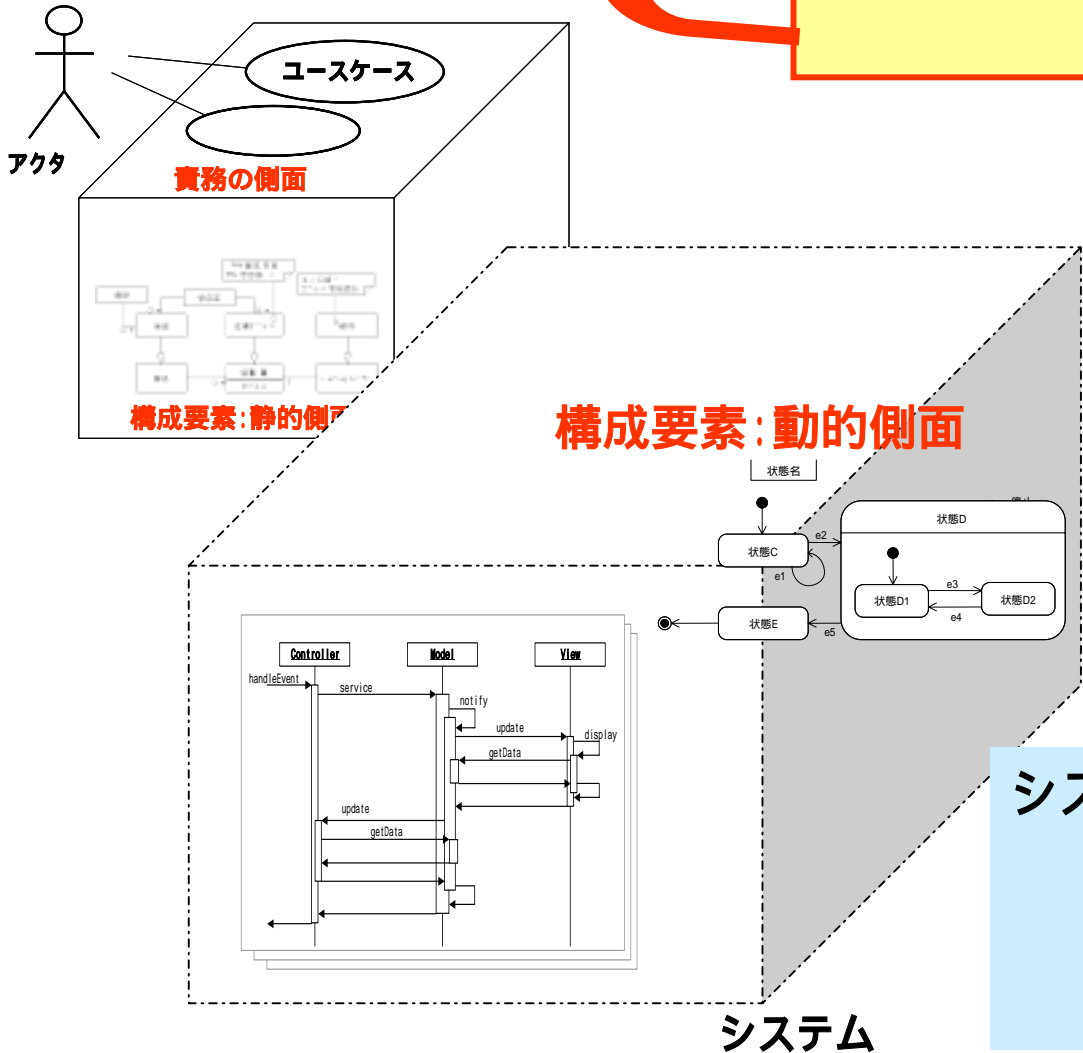 ユースケース
アクタ
責務の側面
構成要素:静的側面
構成要素:動的側面
状態名
状態D
状態C
e2
e1
e3
状態D1
状態D2
e4
状態E
e5
Controller
Model
View
handleEvent
service
notify
update
display
getData
update
getData
シス
システム